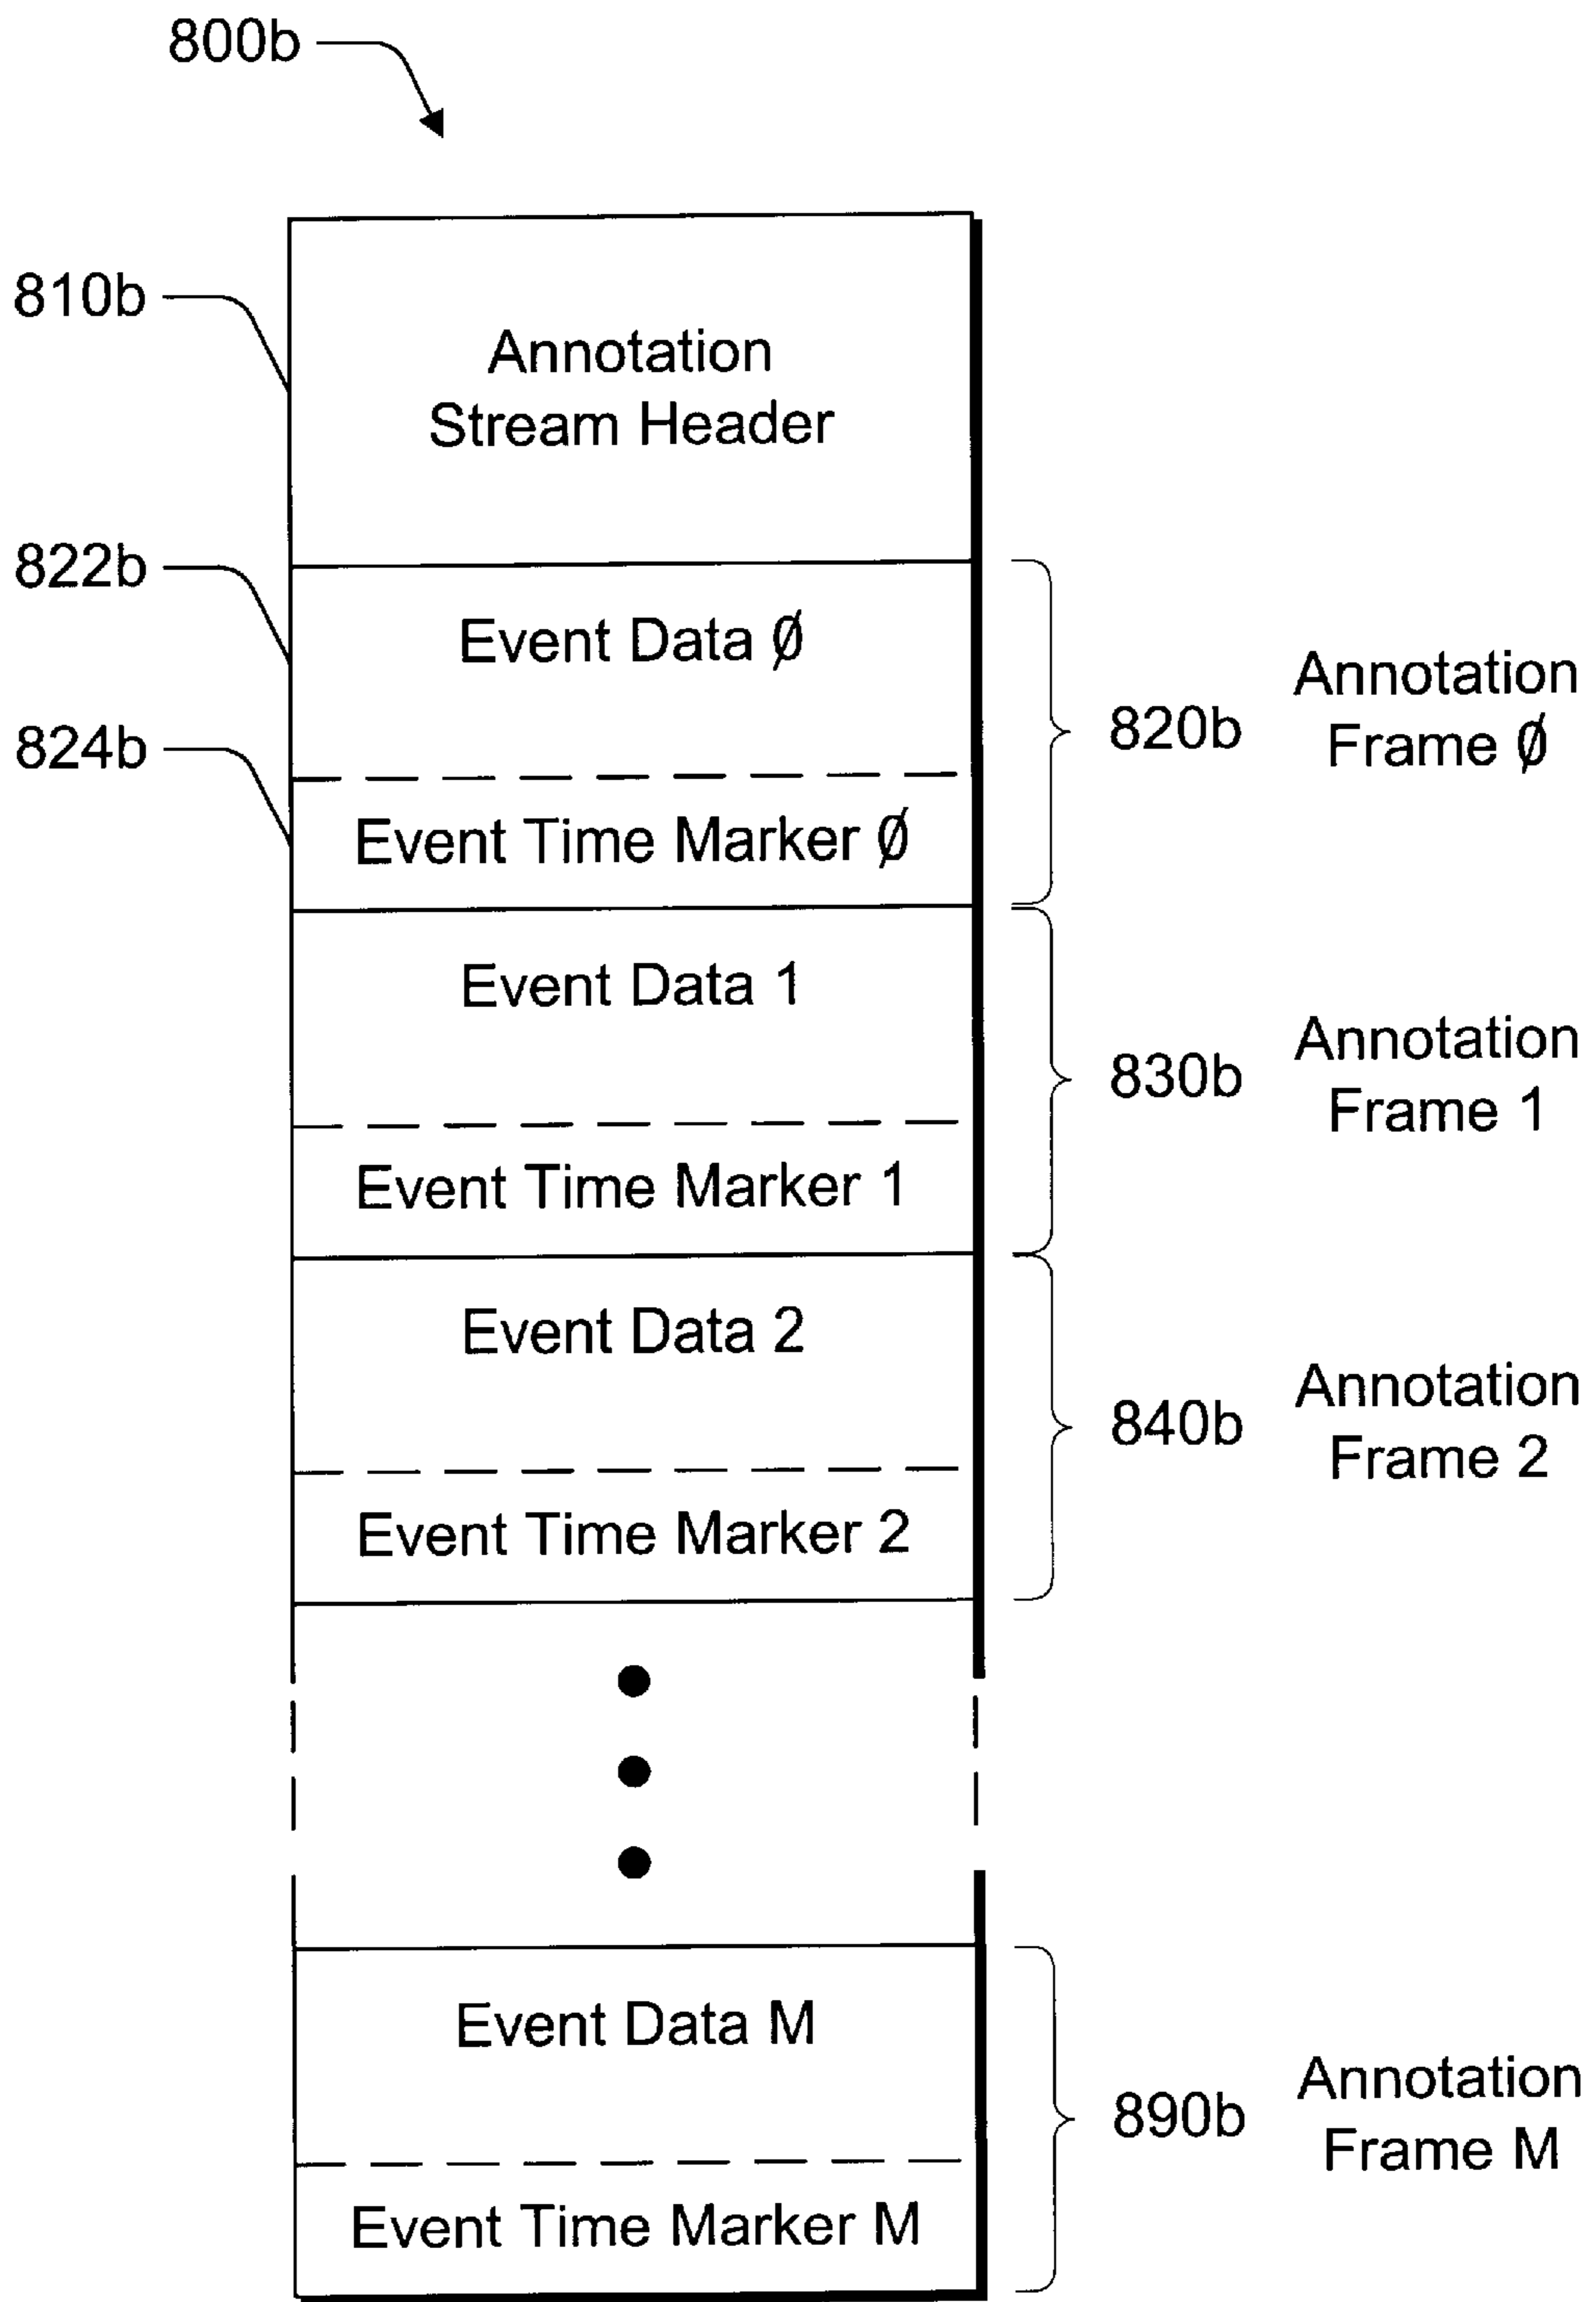 800b
810b
Annotation
Stream Header
822b
Event Data Ø
824b
Event Time Marker Ø
820b
Annotation
Frame Ø
Event Data 1
Event Time Marker 1
830b
Annotation
Frame 1
Event Data 2
Event Time Marker 2
840b
Annotation
Frame 2
Event Data M
Event Time Marker M
890b
Annotation
Frame M